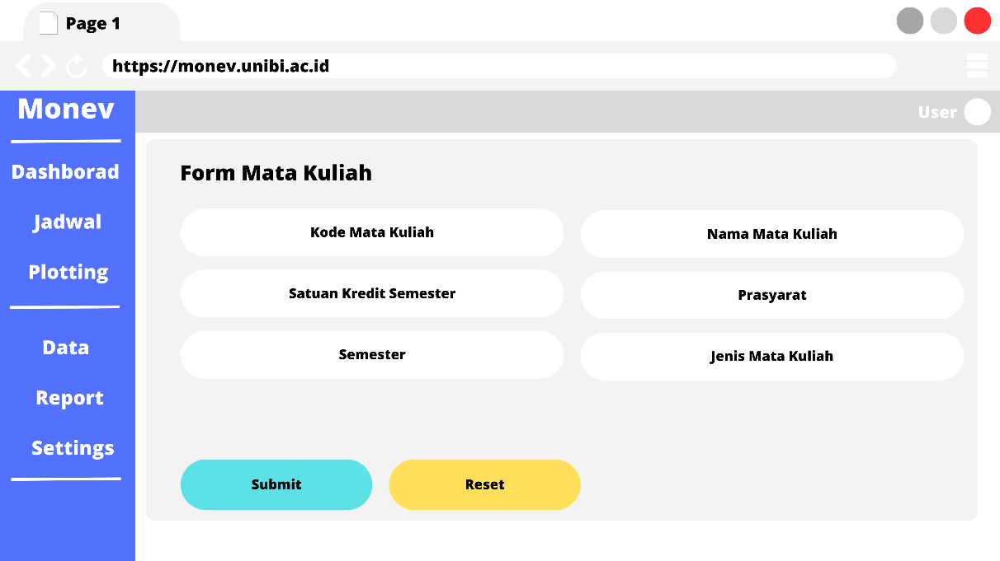 Page 1
https://monev.unibi.ac.id
Monev
User
Dashborad
Jadwal
Plotting
Data
Report
Settings
Form Mata Kuliah
Kode Mata Kuliah
Nama Mata Kuliah
Satuan Kredit Semester
Prasyarat
Semester
Jenis Mata Kuliah
Submit
Reset